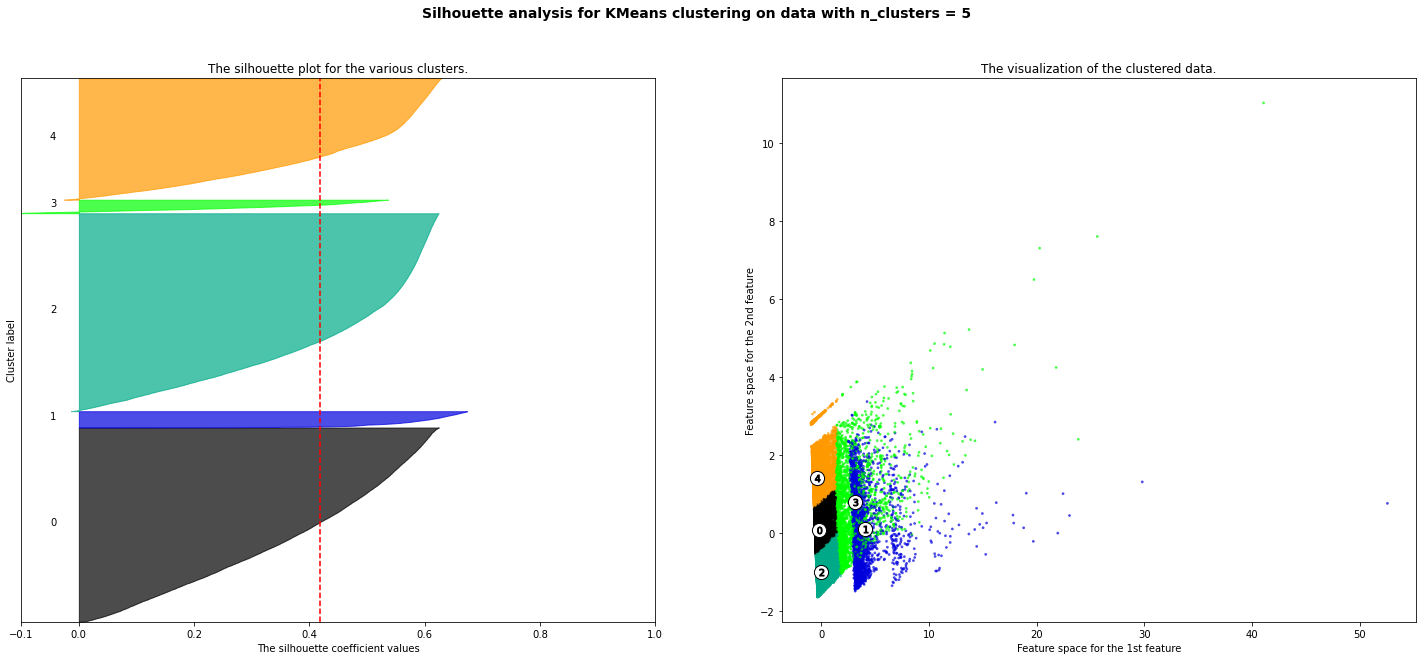 Silhouette analysis for KMeans clustering on data with n_clusters = 5
The silhouette plot for the various clusters.
Cluster label
4
3
2
1
0
−0.1 0.0 0.2 0.4 0.6 0.8 1.0
The silhouette coefficient values
The visualization of the clustered data.
Feature space for the 2nd feature
10
8
6
4
2
0
−2
4
3
0
1
2
0 10 20 30 40 50
Feature space for the 1st feature